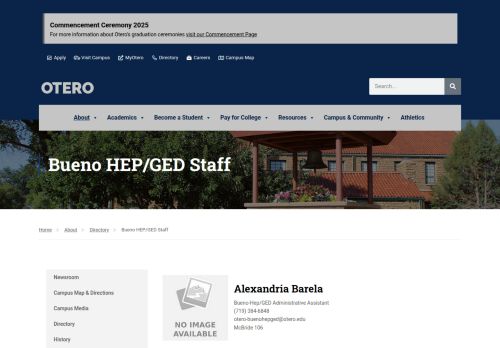 Commencement Ceremony 2025
For more information about Otero's graduation ceremonies visit our Commencement Page
Apply Visit Campus MyOtero Directory Careers Campus Map
OTERO
Search...
About Academics Become a Student Pay for College Resources Campus & Community Athletics
Bueno HEP/GED Staff
Home > About > Directory > Bueno HEP/GED Staff
Newsroom
Campus Map & Directions
Campus Media
Directory
History
NO IMAGE
AVAILABLE
Alexandria Barela
Bueno Hep/GED Administrative Assistant
(719) 384-6848
otero-buenohepged@otero.edu
McBride 106